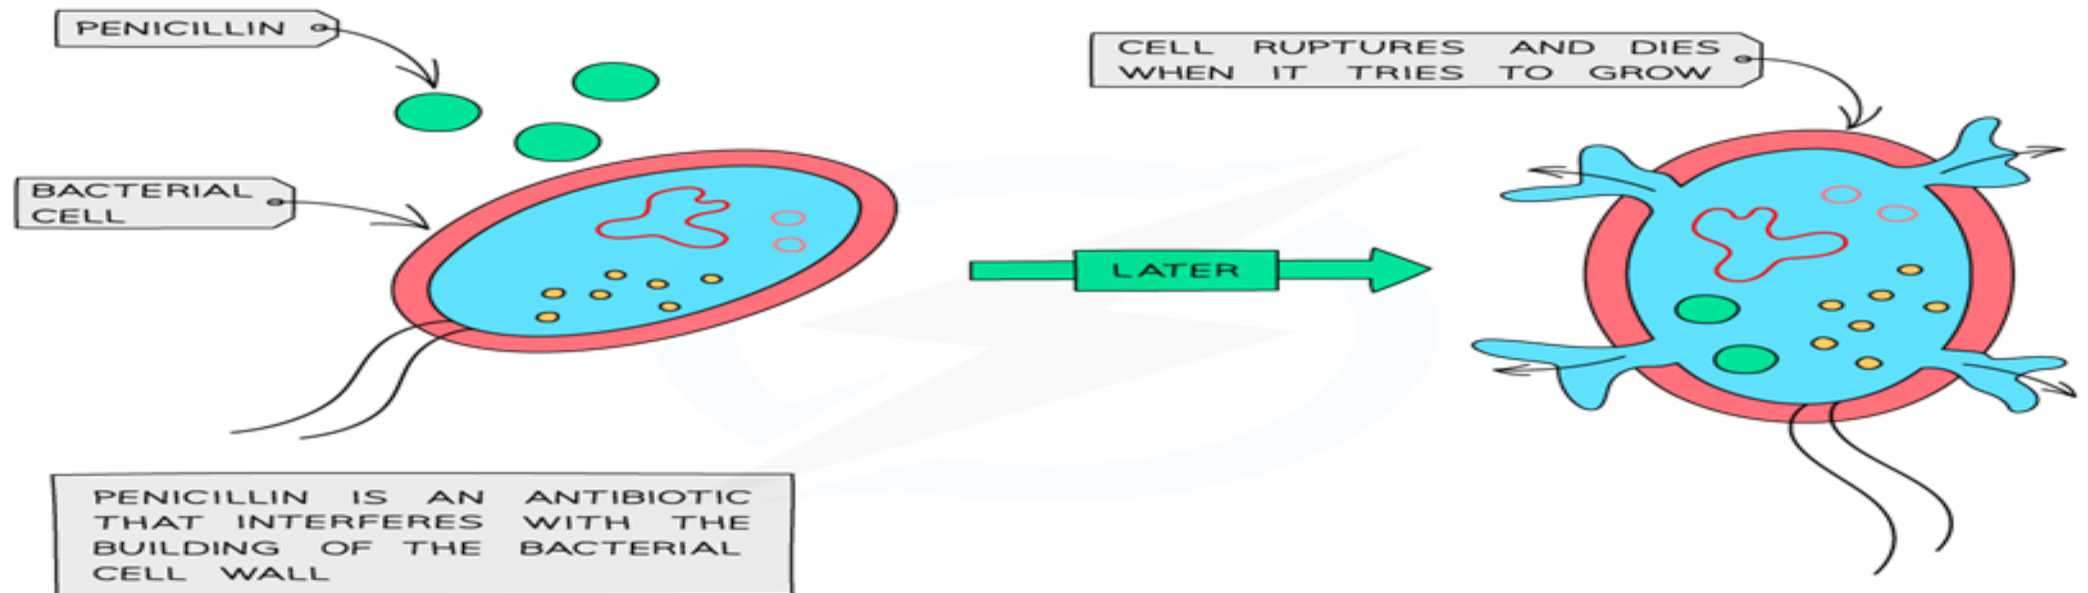 PENICILLIN
BACTERIAL
CELL
PENICILLIN IS AN ANTIBIOTIC
THAT INTERFERES WITH THE
BUILDING OF THE BACTERIAL
CELL WALL
LATER
CELL RUPTURES AND DIES
WHEN IT TRIES TO GROW